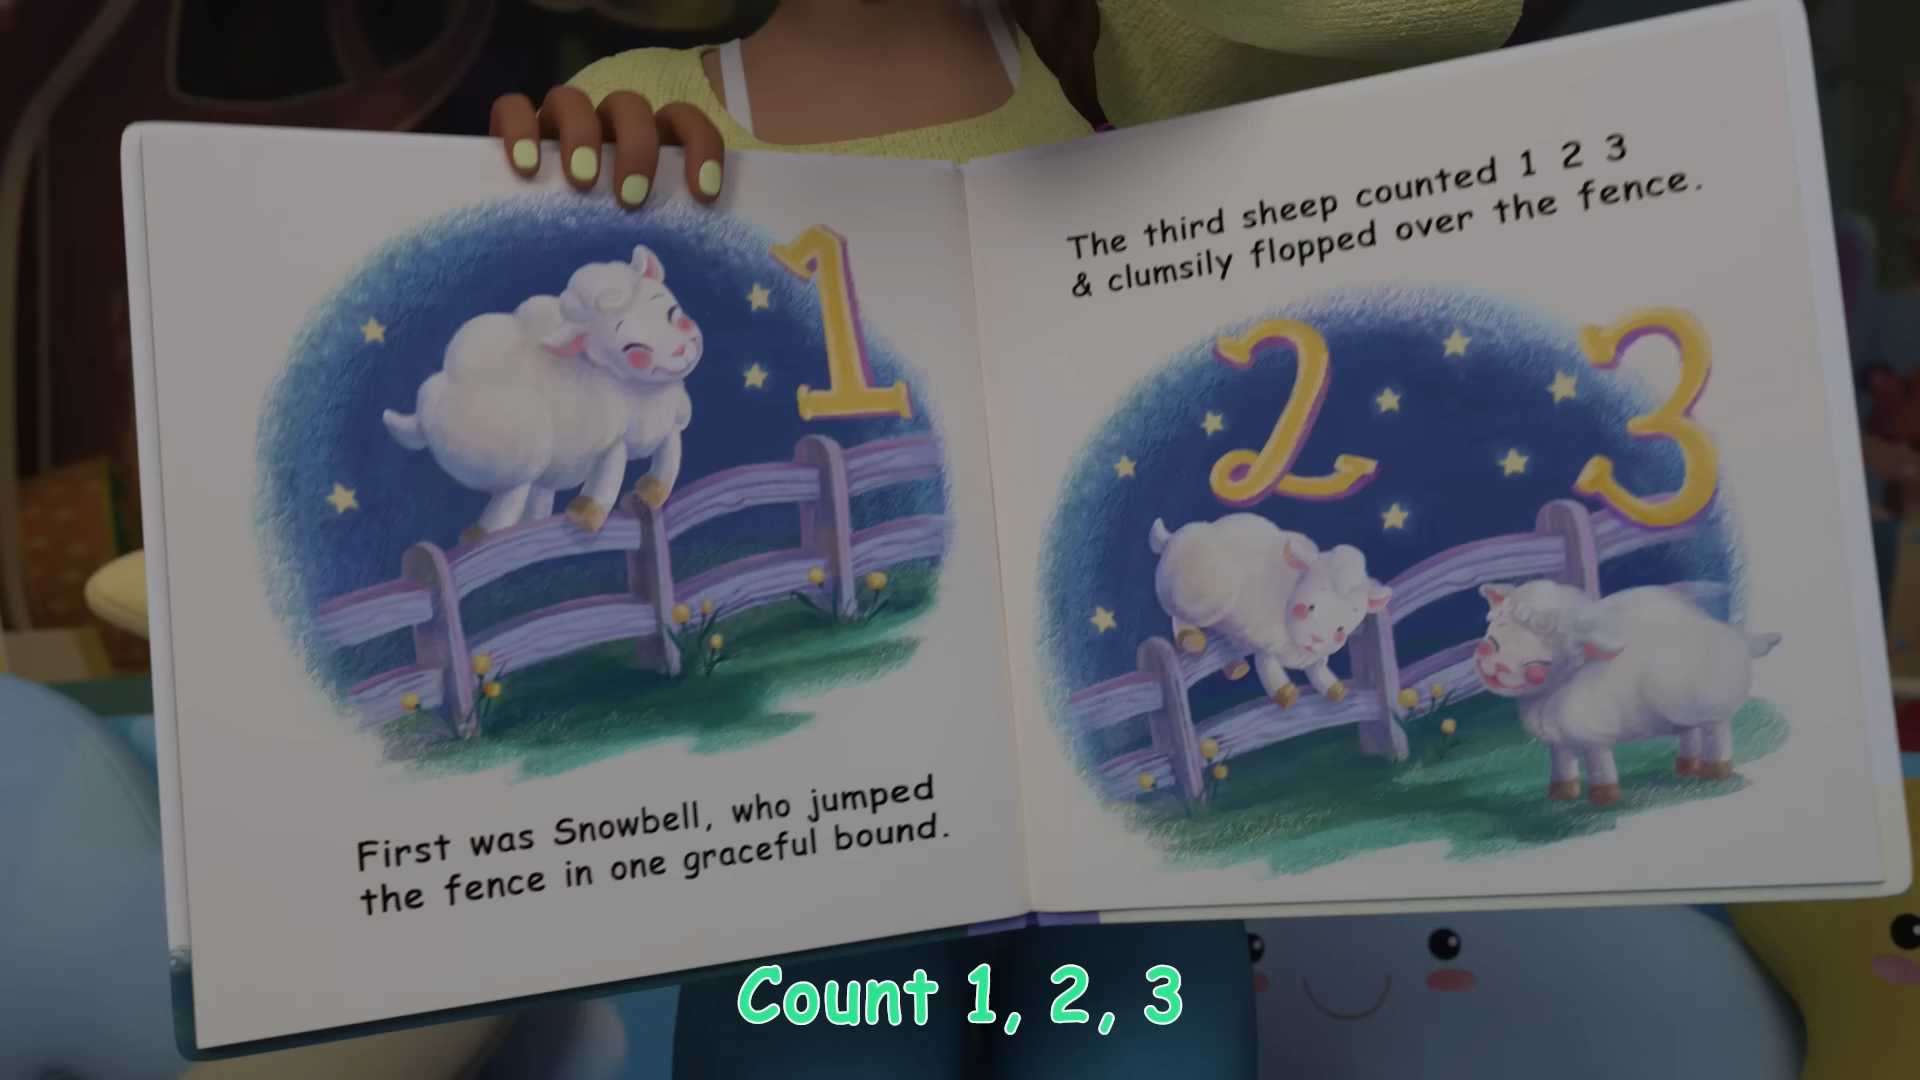 1
First was Snowbell, who jumped
the fence in one graceful bound.
The third sheep counted 1 2 3
& clumsily flopped over the fence.
2 3
Count 1, 2, 3